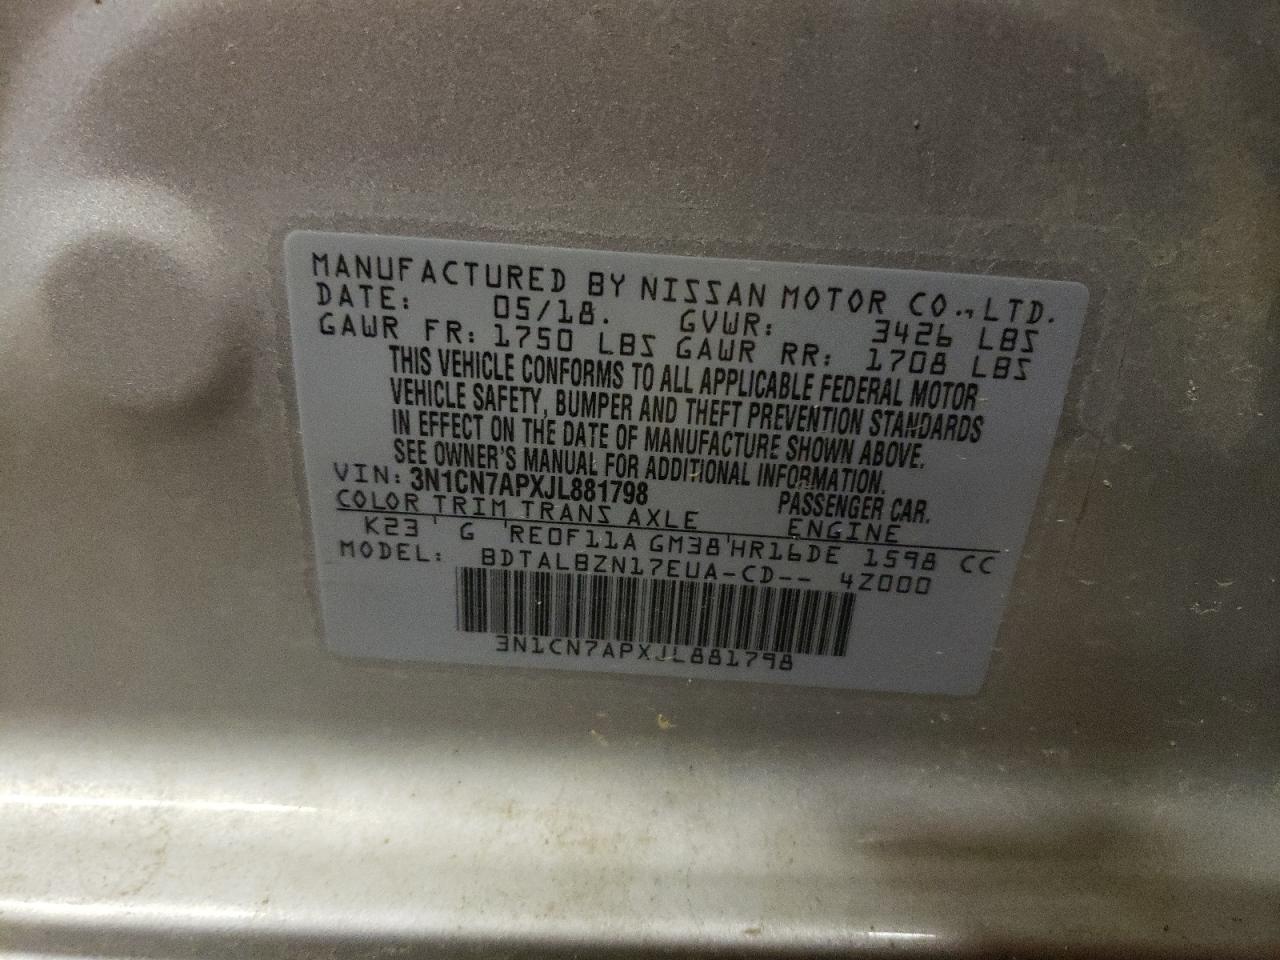 MANUFACTURED BY NISSAN MOTOR CO., LTD.
DATE: 05/18. GVWR: 3426 LBS
GAWR FR: 1750 LBS GAWR RR: 1708 LBS
THIS VEHICLE CONFORMS TO ALL APPLICABLE FEDERAL MOTOR
VEHICLE SAFETY, BUMPER AND THEFT PREVENTION STANDARDS
IN EFFECT ON THE DATE OF MANUFACTURE SHOWN ABOVE.
SEE OWNER'S MANUAL FOR ADDITIONAL INFORMATION.
VIN: 3N1CN7APXJL881798 PASSENGER CAR.
COLOR TRIM TRANS AXLE ENGINE
K23 ' G 'RE0F11A GM38'HR16DE 1598 CC
MODEL: BDTALBZN17EUA-CD-- 4Z000
3N1CN7APXJL881798